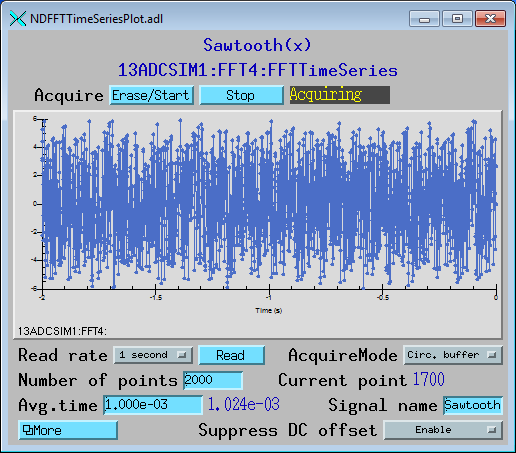 NDFFTTimeSeriesPlot.adl
Sawtooth(x)
13ADCSIM1:FFT4:FFTTimeSeries
Acquire Erase/Start Stop Acquiring
6
4
2
0
-2
-4
-6
-2 -1.5 -1 -0.5 0
Time (s)
13ADCSIM1:FFT4:
Read rate 1 second Read AcquireMode Circ. buffer
Number of points 2000 Current point 1700
Avg.time 1.000e-03 1.024e-03 Signal name Sawtooth
More Suppress DC offset Enable